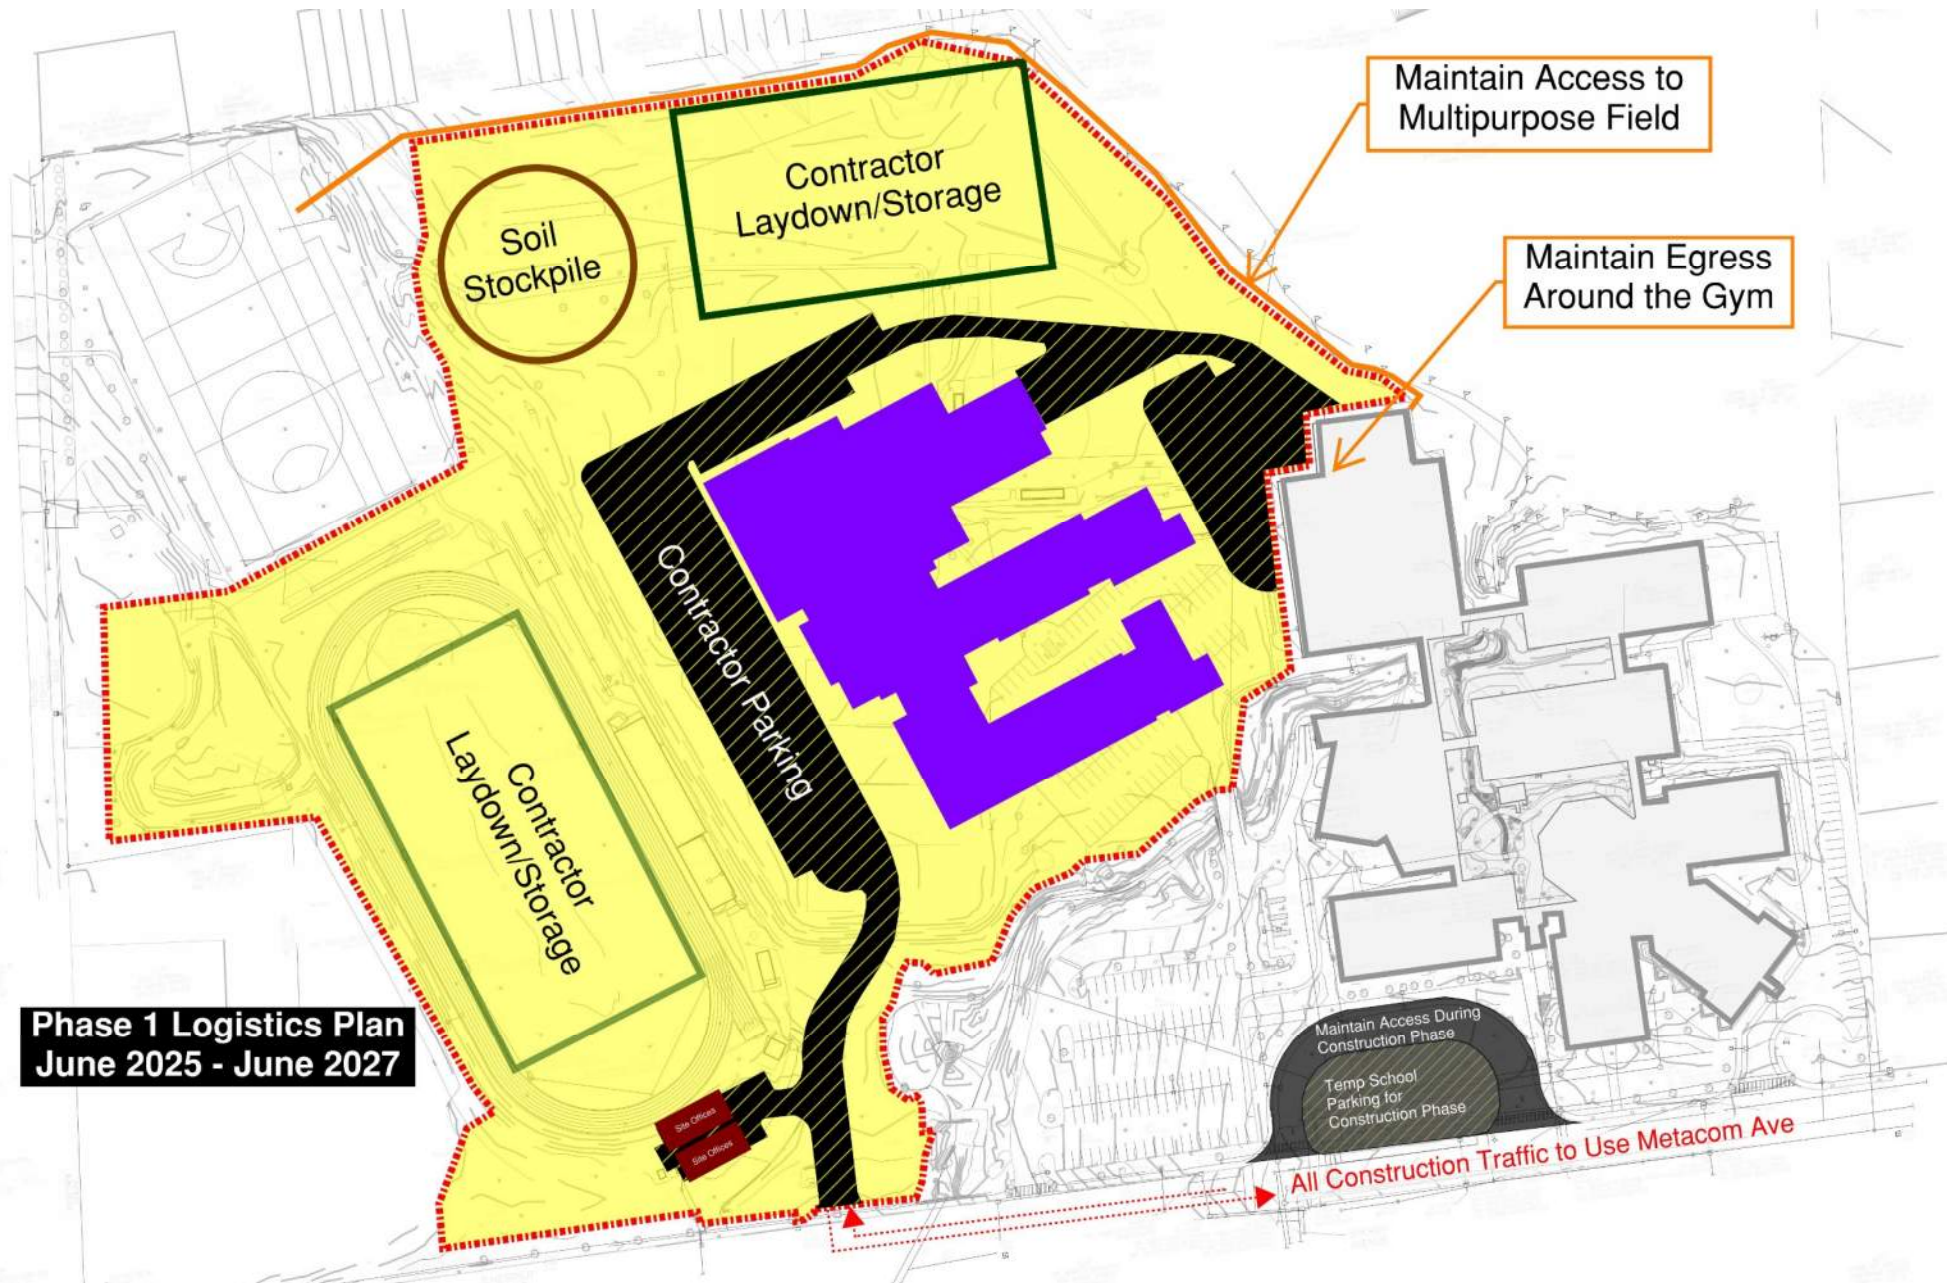 Maintain Access to
Multipurpose Field
Contractor
Laydown/Storage
Soil
Stockpile
Maintain Egress
Around the Gym
Contractor Parking
Contractor
Laydown/Storage
Phase 1 Logistics Plan
June 2025 - June 2027
Maintain Access During
Construction Phase
Temp School
Parking for
Construction Phase
Site Offices
Site Offices
All Construction Traffic to Use Metacom Ave